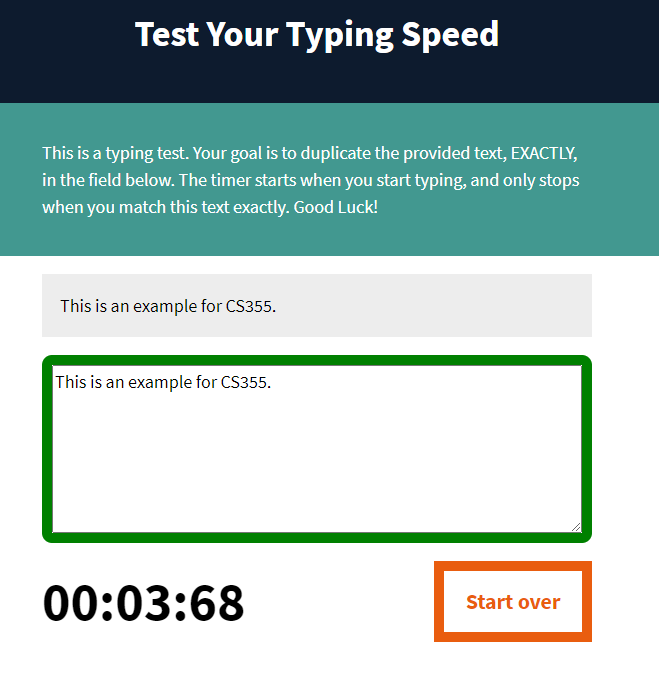 Test Your Typing Speed
This is a typing test. Your goal is to duplicate the provided text, EXACTLY,
in the field below. The timer starts when you start typing, and only stops
when you match this text exactly. Good Luck!
This is an example for CS355.
This is an example for CS355.
00:03:68
Start over